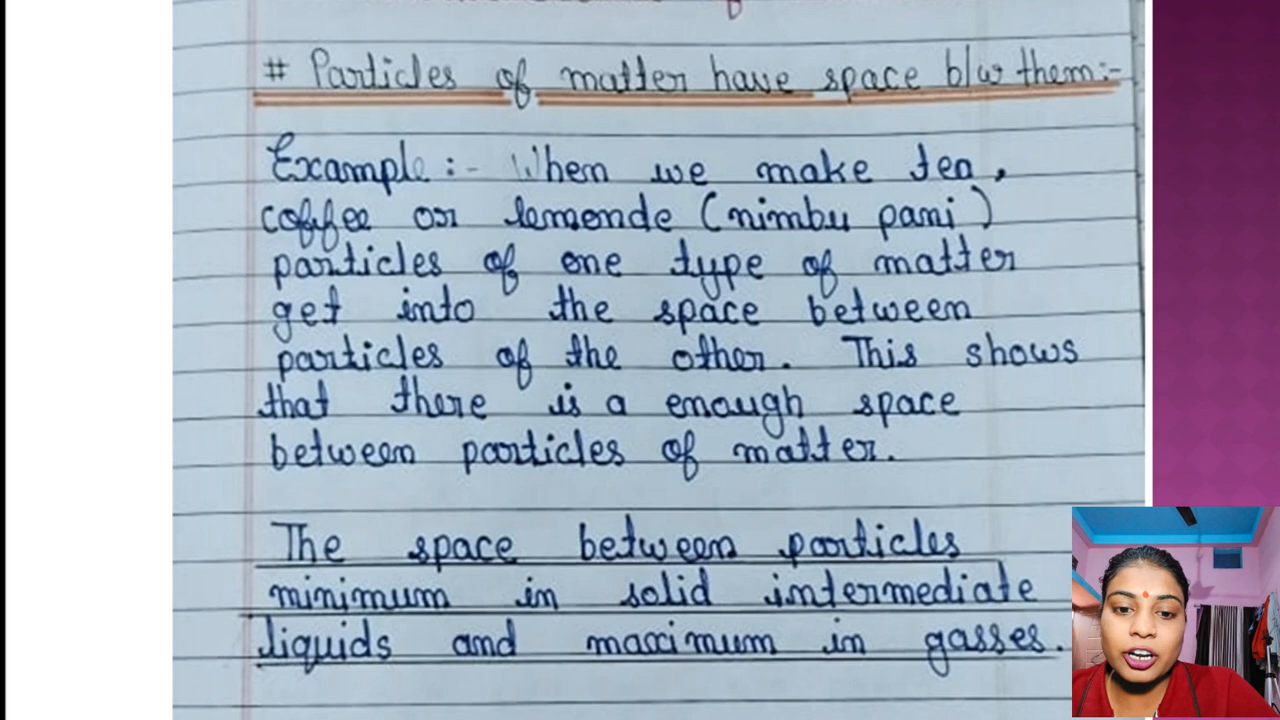 # Particles of matter have space b/w them:-
Example:- When we make tea,
coffee or lemonde (nimbu pani)
particles of one type of matter
get into the space between
particles of the other. This shows
that there is a enough space
between particles of matter.
The space between particles
minimum in solid intermediate
liquids and maximum in gasses.